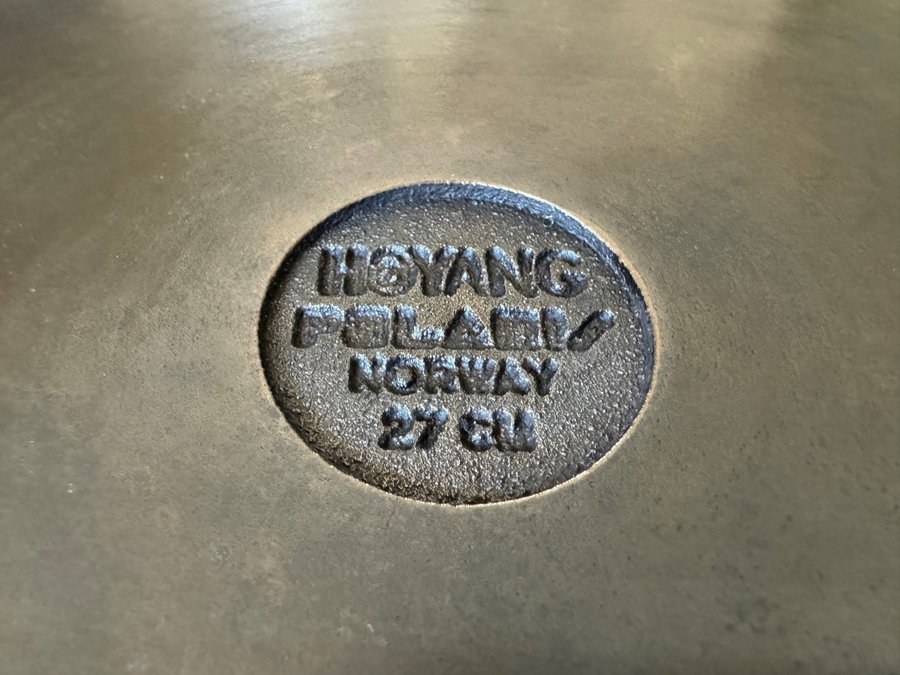 HØYANG
POLARIS
NORWAY
27 CM